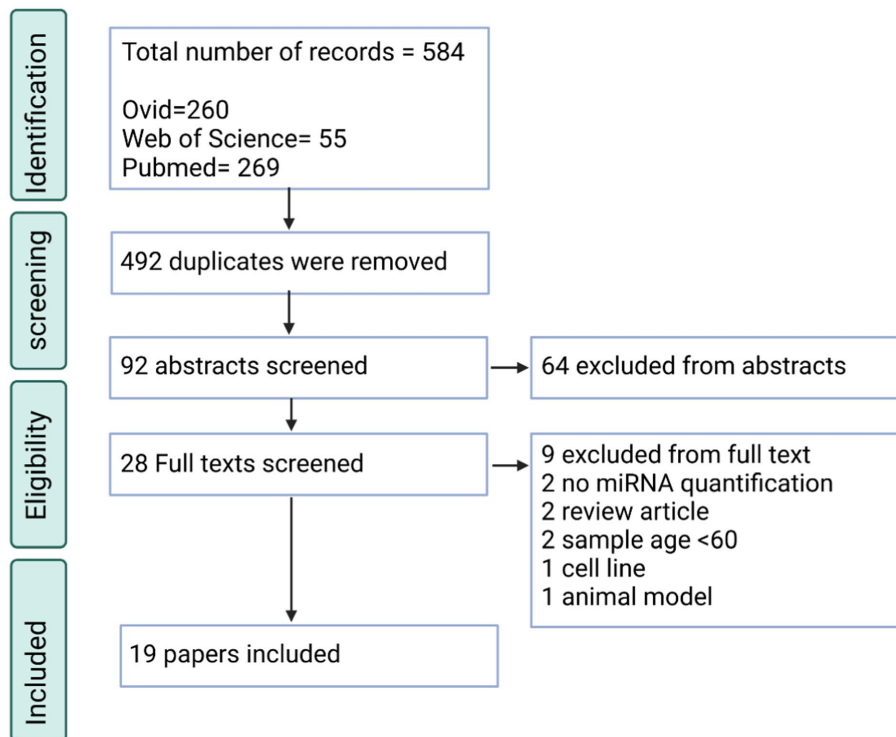 Identification
Total number of records = 584
Ovid=260
Web of Science= 55
Pubmed= 269
screening
492 duplicates were removed
92 abstracts screened
64 excluded from abstracts
Eligibility
28 Full texts screened
9 excluded from full text
2 no miRNA quantification
2 review article
2 sample age <60
1 cell line
1 animal model
Included
19 papers included